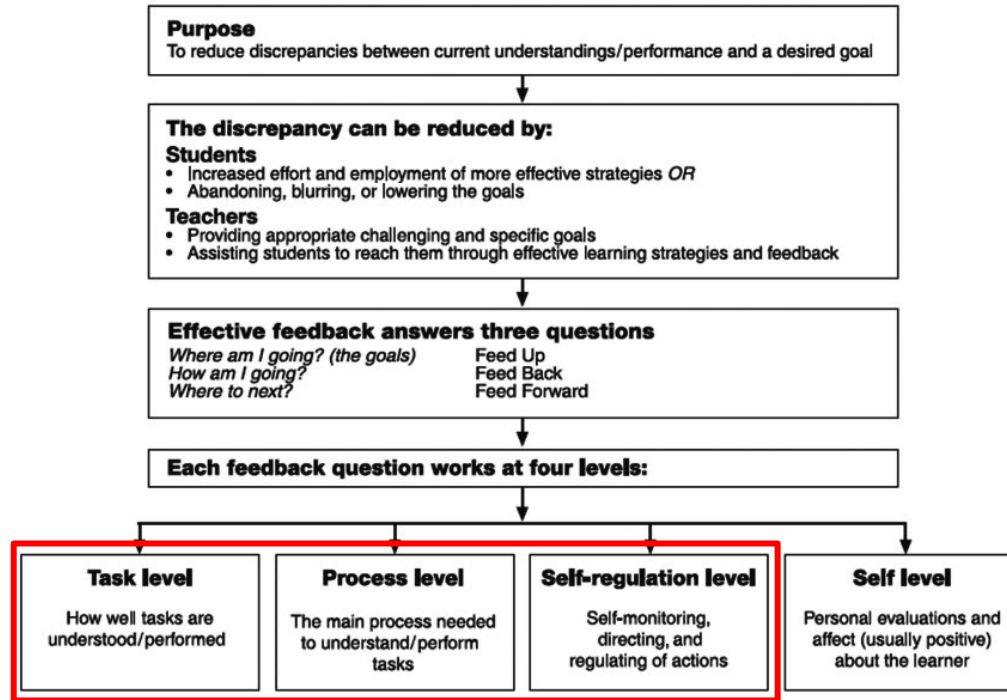 Purpose
To reduce discrepancies between current understandings/performance and a desired goal
The discrepancy can be reduced by:
Students
• Increased effort and employment of more effective strategies OR
• Abandoning, blurring, or lowering the goals
Teachers
• Providing appropriate challenging and specific goals
• Assisting students to reach them through effective learning strategies and feedback
Effective feedback answers three questions
Where am I going? (the goals) Feed Up
How am I going? Feed Back
Where to next? Feed Forward
Each feedback question works at four levels:
Task level
How well tasks are
understood/performed
Process level
The main process needed
to understand/perform
tasks
Self-regulation level
Self-monitoring,
directing, and
regulating of actions
Self level
Personal evaluations and
affect (usually positive)
about the learner